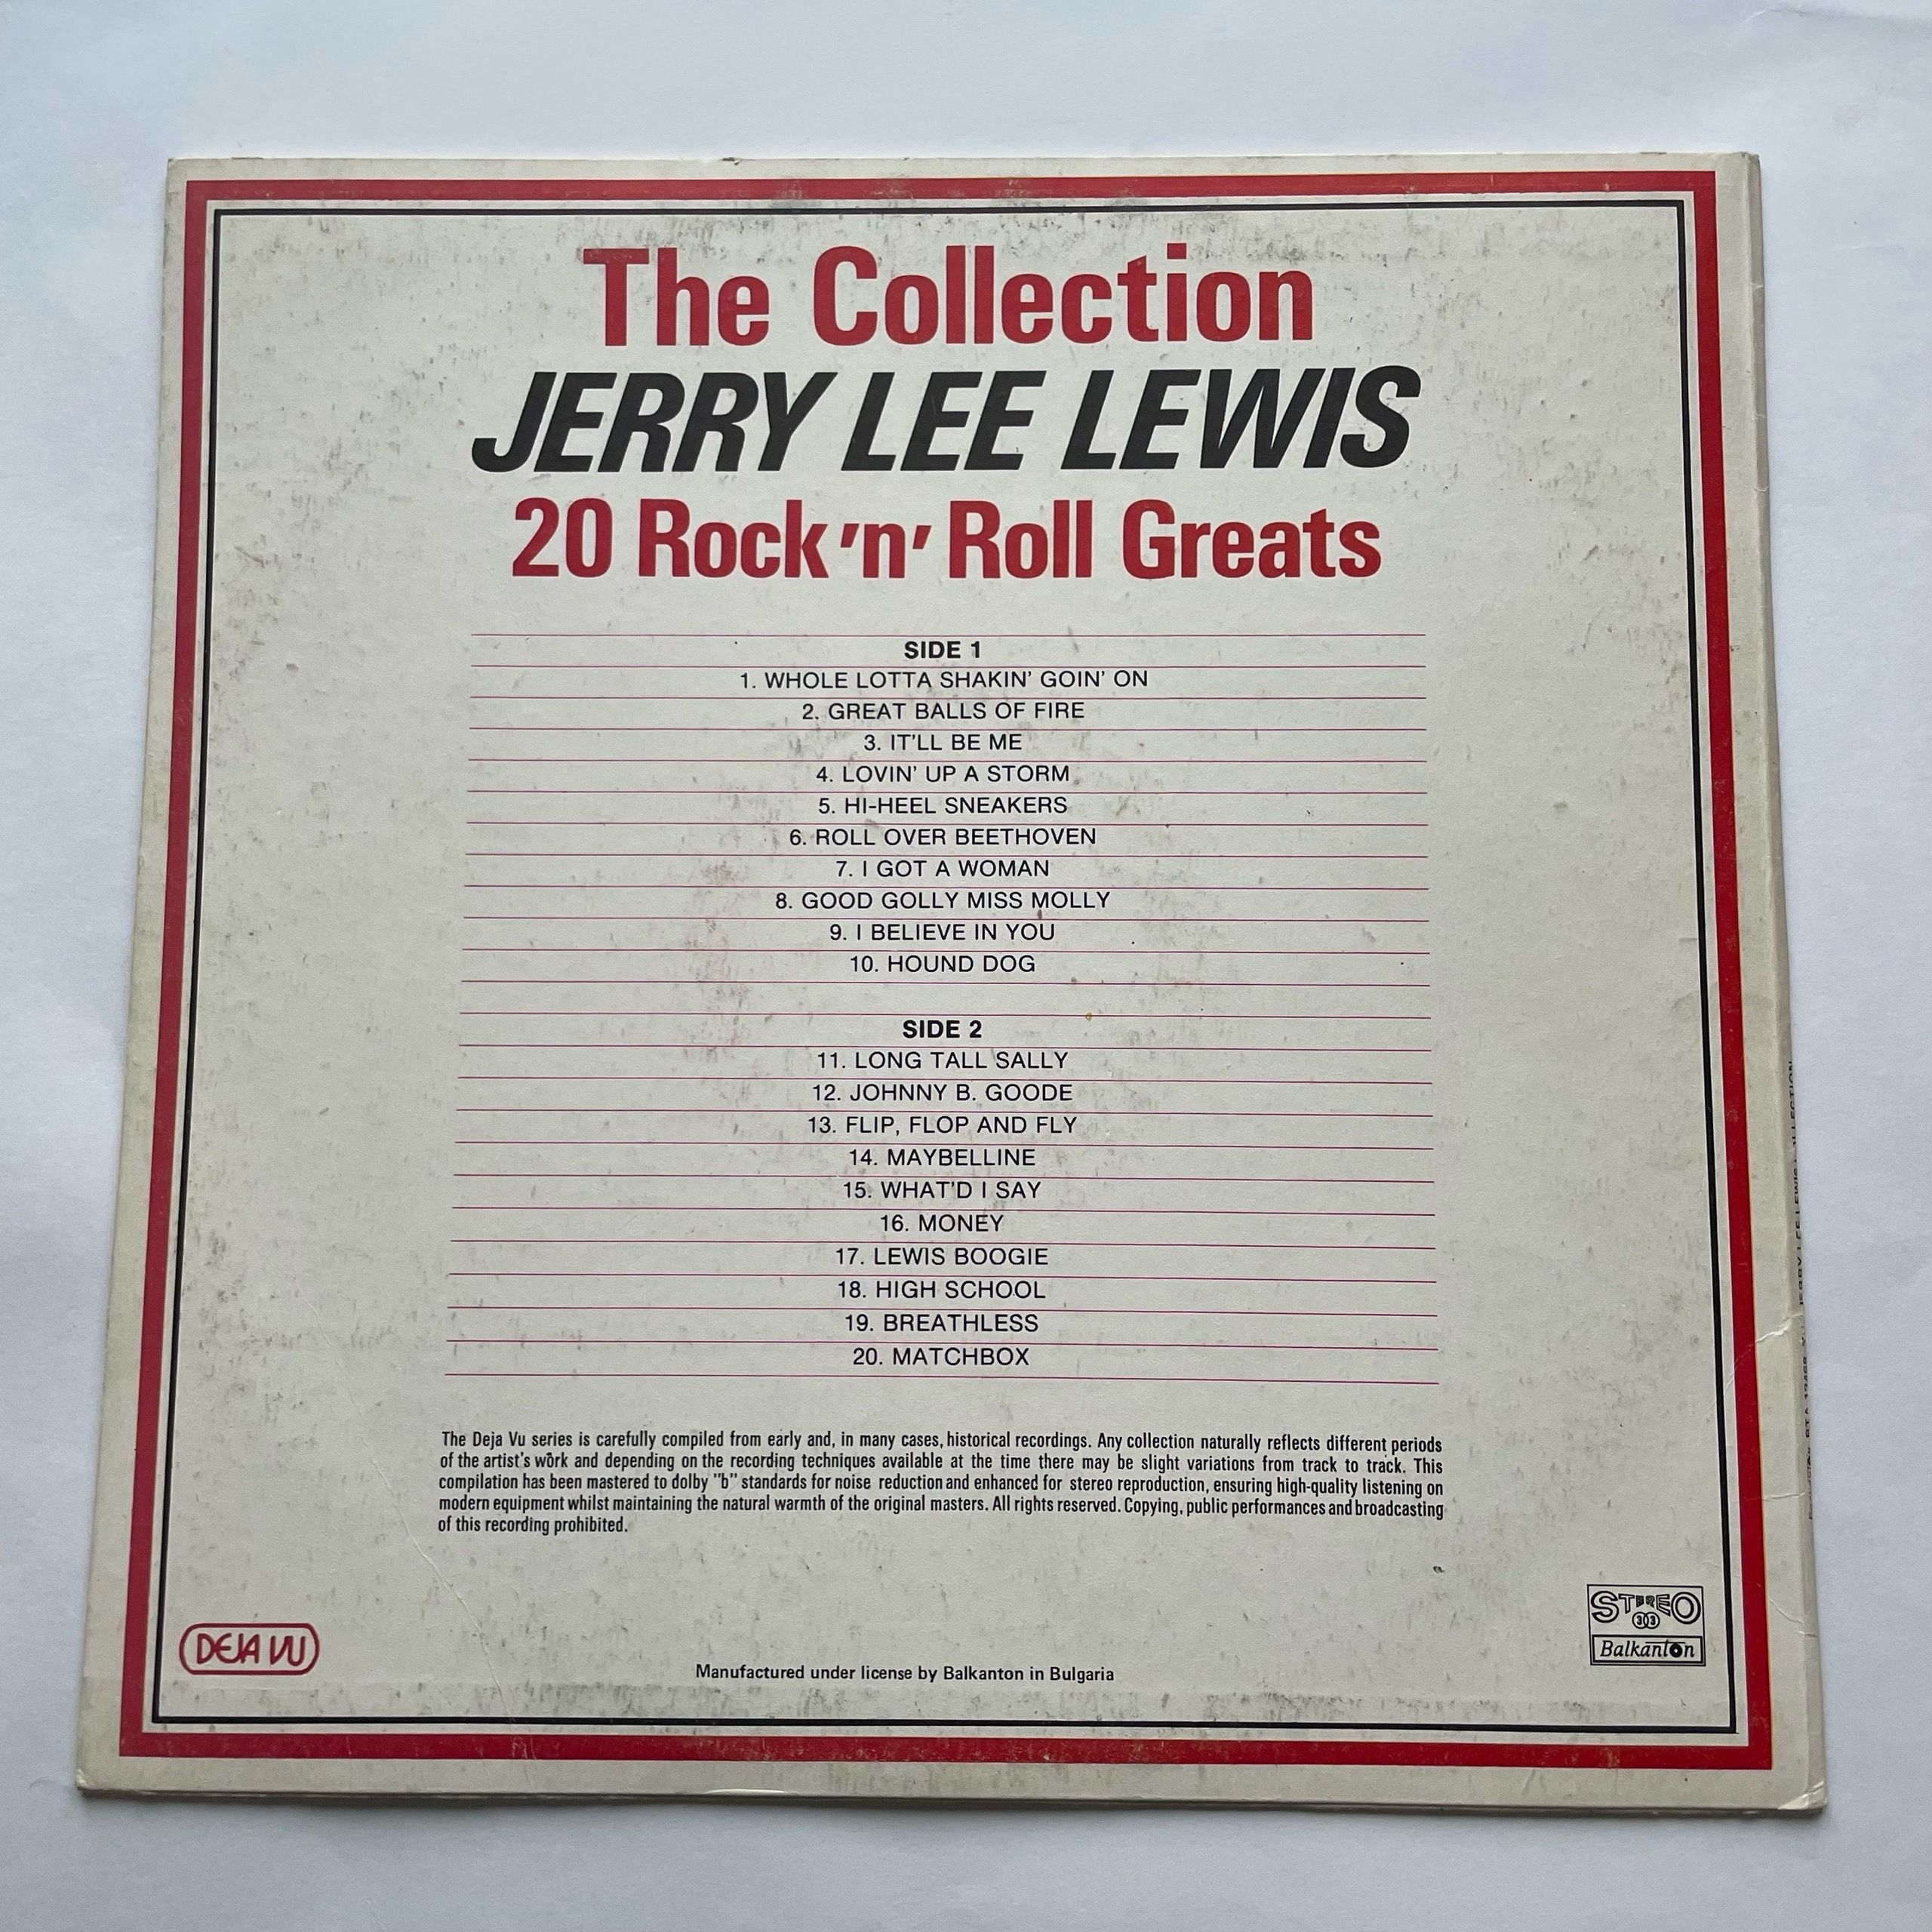 The Collection
JERRY LEE LEWIS
20 Rock 'n' Roll Greats
SIDE 1
1. WHOLE LOTTA SHAKIN' GOIN' ON
2. GREAT BALLS OF FIRE
3. IT'LL BE ME
4. LOVIN' UP A STORM
5. HI-HEEL SNEAKERS
6. ROLL OVER BEETHOVEN
7. I GOT A WOMAN
8. GOOD GOLLY MISS MOLLY
9. I BELIEVE IN YOU
10. HOUND DOG
SIDE 2
11. LONG TALL SALLY
12. JOHNNY B. GOODE
13. FLIP, FLOP AND FLY
14. MAYBELLINE
15. WHAT'D I SAY
16. MONEY
17. LEWIS BOOGIE
18. HIGH SCHOOL
19. BREATHLESS
20. MATCHBOX
The Deja Vu series is carefully compiled from early and, in many cases, historical recordings. Any collection naturally reflects different periods
of the artist's work and depending on the recording techniques available at the time there may be slight variations from track to track. This
compilation has been mastered to dolby "b" standards for noise reduction and enhanced for stereo reproduction, ensuring high-quality listening on
modern equipment whilst maintaining the natural warmth of the original masters. All rights reserved. Copying, public performances and broadcasting
of this recording prohibited.
DEJA VU
Manufactured under license by Balkanton in Bulgaria
STEREO
33
Balkanton
JERRY LEE LEWIS